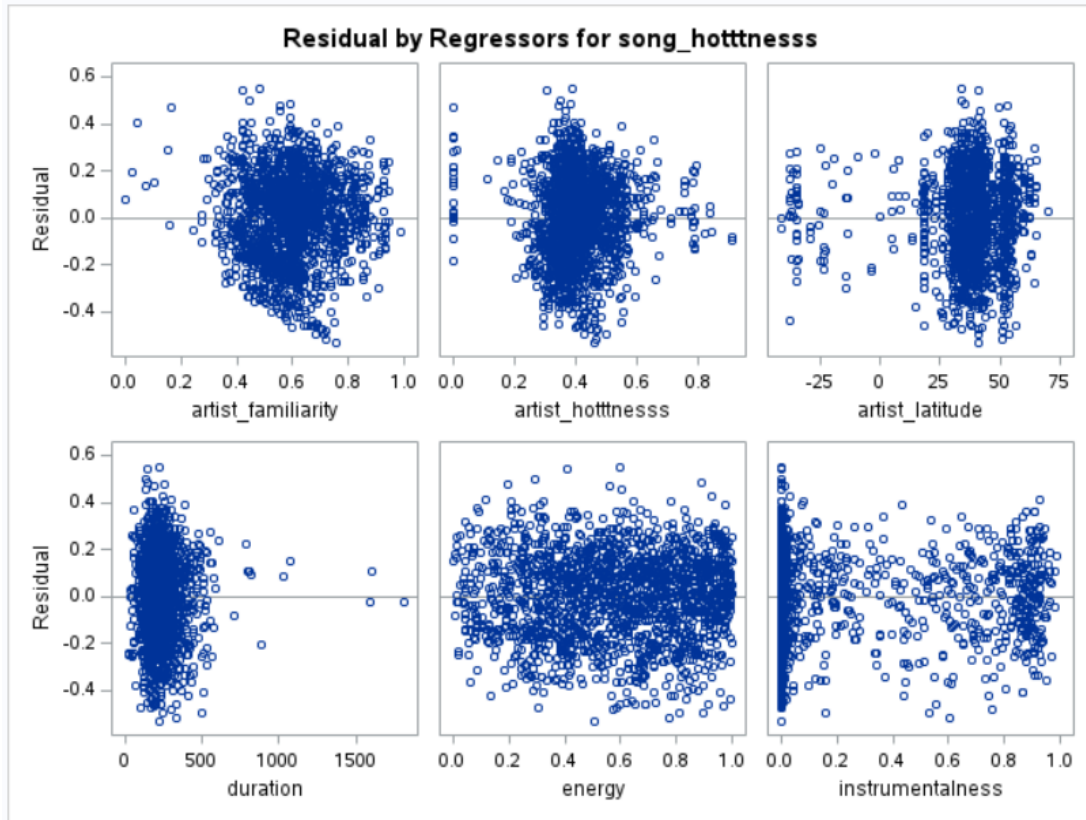 Residual by Regressors for song_hotttnesss
Residual
0.6
0.4
0.2
0.0
-0.2
-0.4
0.0 0.2 0.4 0.6 0.8 1.0
artist_familiarity
0.0 0.2 0.4 0.6 0.8
artist_hotttnesss
-25 0 25 50 75
artist_latitude
Residual
0.6
0.4
0.2
0.0
-0.2
-0.4
0 500 1000 1500
duration
0.0 0.2 0.4 0.6 0.8 1.0
energy
0.0 0.2 0.4 0.6 0.8 1.0
instrumentalness